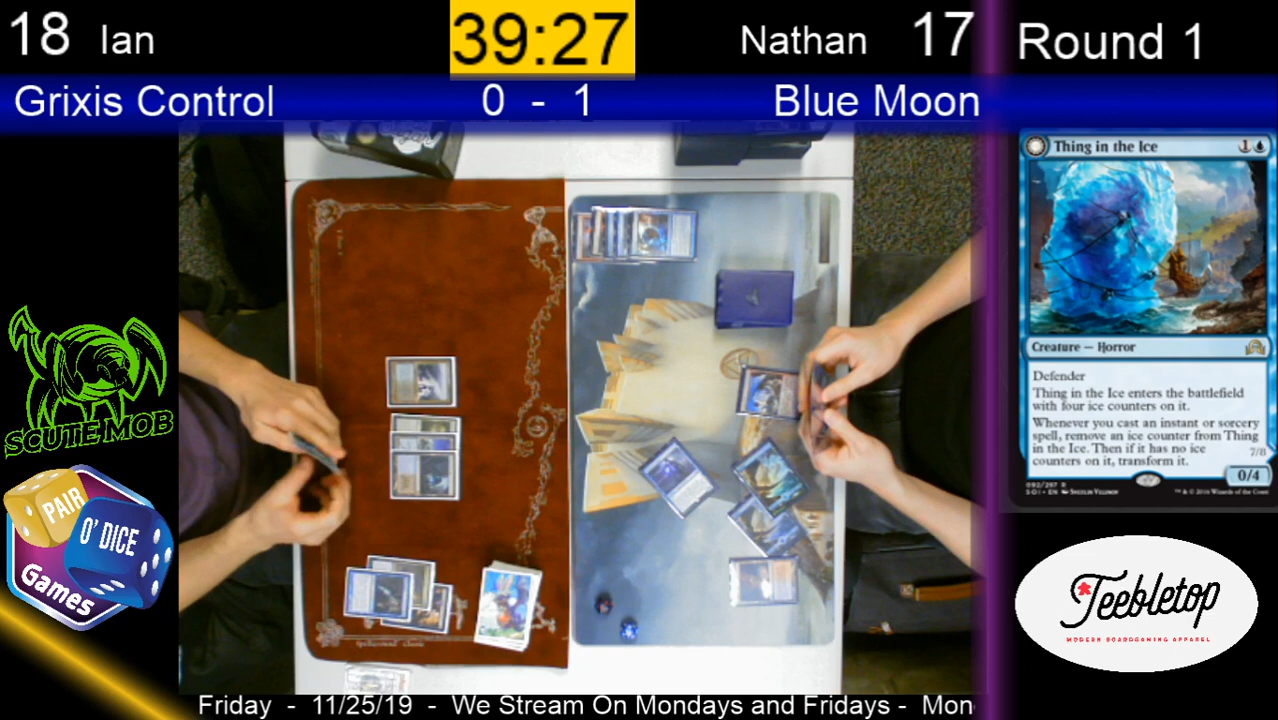 18 Ian
39:27
Nathan 17
Round 1
Grixis Control
0 - 1
Blue Moon
Thing in the Ice 1
Creature — Horror
Defender
Thing in the Ice enters the battlefield
with four ice counters on it.
Whenever you cast an instant or sorcery
spell, remove an ice counter from Thing
in the Ice. Then if it has no ice
counters on it, transform it.
7/8
0/4
SCUTE MOB
PAIR
O' DICE
Games
Teebletop
MODERN BOARDGAMING APPAREL
Friday - 11/25/19 - We Stream On Mondays and Fridays - Mon